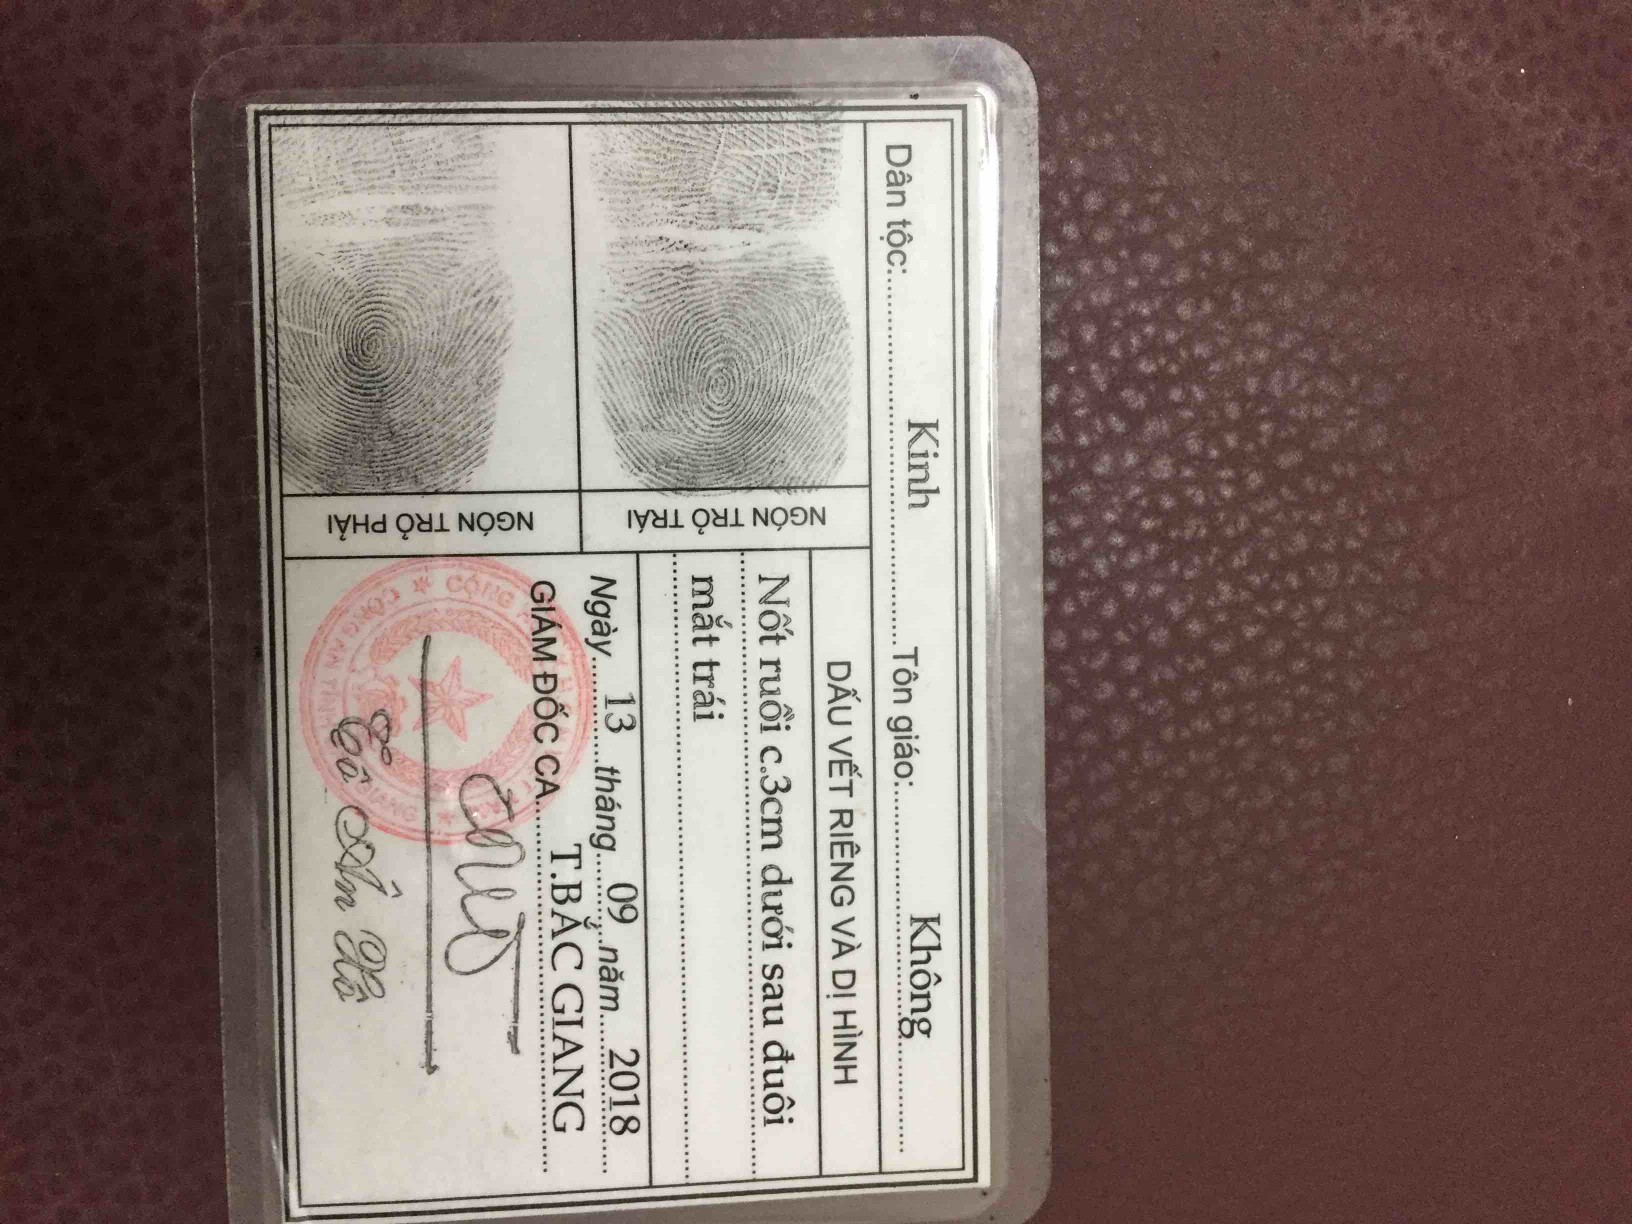 Dân tộc: Kinh Tôn giáo: Không
NGÓN TRỎ TRÁI
NGÓN TRỎ PHẢI
DẤU VẾT RIÊNG VÀ DỊ HÌNH
Nốt ruồi c.3cm dưới sau đuôi
mắt trái
Ngày 13 tháng 09 năm 2018
GIÁM ĐỐC CA T.BẮC GIANG